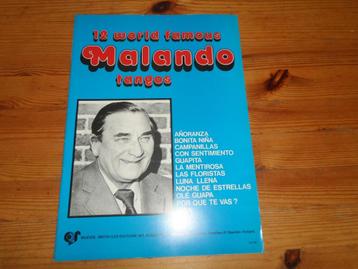 12 world famous
Malando
tangos
AÑORANZA
BONITA NIÑA
CAMPANILLAS
CON SENTIMIENTO
GUAPITA
LA MENTIROSA
LAS FLORISTAS
LUNA LLENA
NOCHE DE ESTRELLAS
OLÉ GUAPA
¿POR QUE TE VAS?